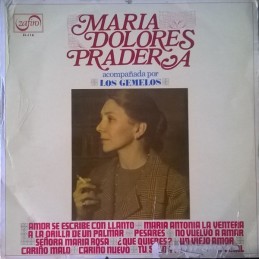 zafiro
MARIA
DOLORES
PRADERA
acompañada por
LOS GEMELOS
AMOR SE ESCRIBE CON LLANTO · MARIA ANTONIA LA VENTERA
A LA ORILLA DE UN PALMAR · PESARES · NO VUELVO A AMAR
SEÑORA MARIA ROSA · ¿QUE QUIERES? · UN VIEJO AMOR
CARIÑO MALO · CARIÑO NUEVO · TU